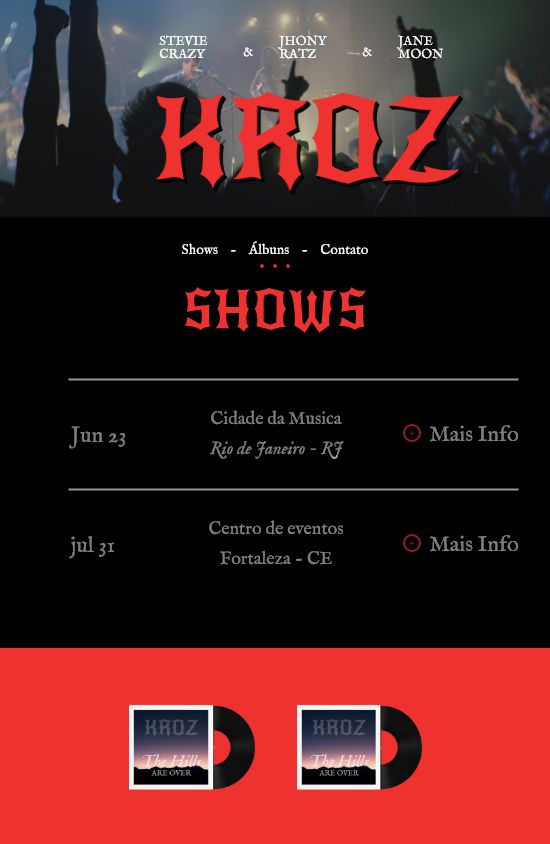 STEVIE CRAZY & JHONY RATZ & JANE MOON
KROZ
Shows - Álbuns - Contato
SHOWS
Jun 23
Cidade da Musica
Rio de Janeiro - RJ
Mais Info
jul 31
Centro de eventos
Fortaleza - CE
Mais Info
KROZ
The Hills
ARE OVER
KROZ
The Hills
ARE OVER